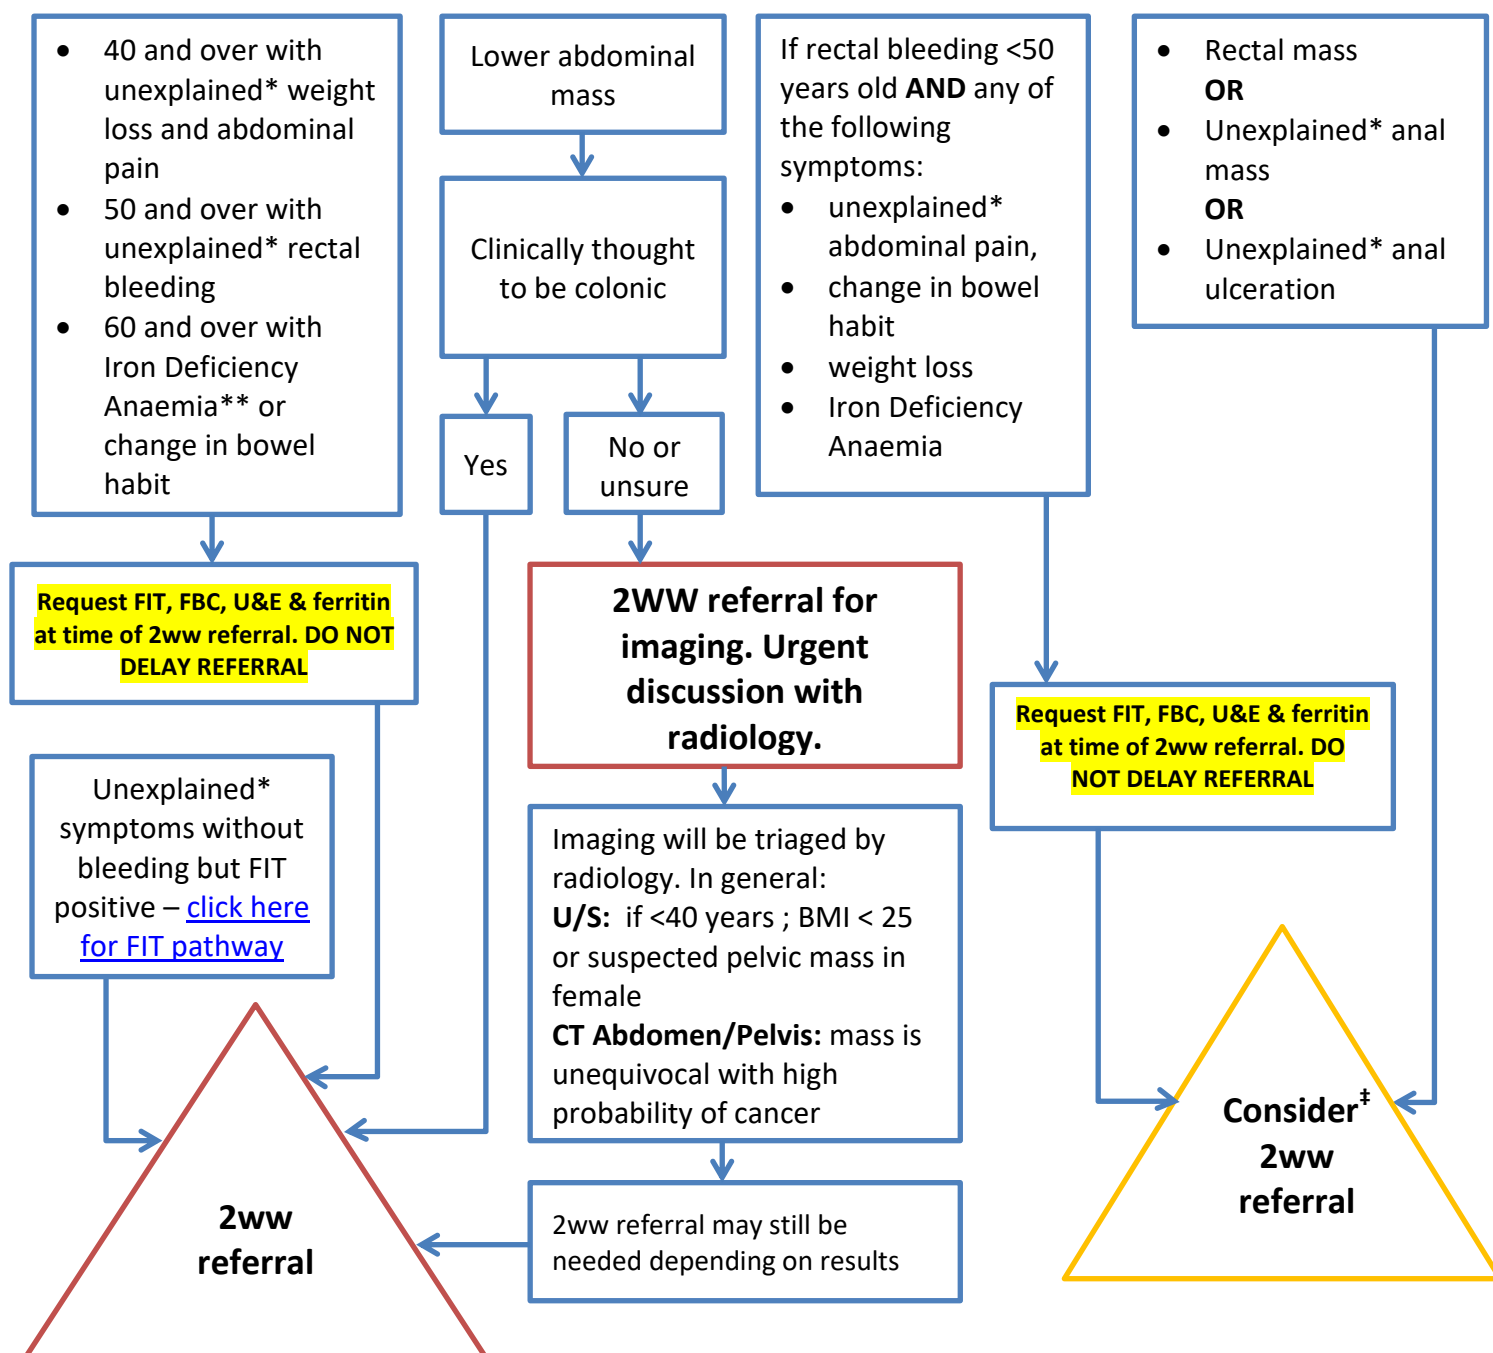 • 40 and over with
unexplained* weight
loss and abdominal
pain
• 50 and over with
unexplained* rectal
bleeding
• 60 and over with
Iron Deficiency
Anaemia** or
change in bowel
habit
Request FIT, FBC, U&E & ferritin
at time of 2ww referral. DO NOT
DELAY REFERRAL
Unexplained*
symptoms without
bleeding but FIT
positive – click here
for FIT pathway
2ww
referral
Lower abdominal
mass
Clinically thought
to be colonic
Yes
No or
unsure
2WW referral for
imaging. Urgent
discussion with
radiology.
Imaging will be triaged by
radiology. In general:
U/S: if <40 years ; BMI < 25
or suspected pelvic mass in
female
CT Abdomen/Pelvis: mass is
unequivocal with high
probability of cancer
2ww referral may still be
needed depending on results
If rectal bleeding <50
years old AND any of
the following
symptoms:
• unexplained*
abdominal pain,
• change in bowel
habit
• weight loss
• Iron Deficiency
Anaemia
Request FIT, FBC, U&E & ferritin
at time of 2ww referral. DO
NOT DELAY REFERRAL
• Rectal mass
OR
• Unexplained* anal
mass
OR
• Unexplained* anal
ulceration
Consider‡
2ww
referral